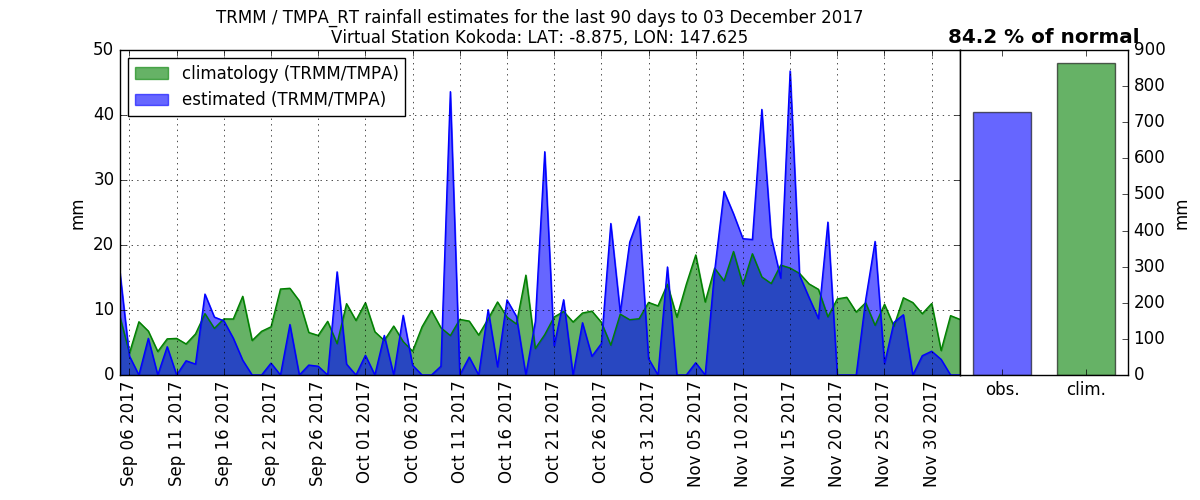 TRMM / TMPA_RT rainfall estimates for the last 90 days to 03 December 2017
Virtual Station Kokoda: LAT: -8.875, LON: 147.625
84.2 % of normal
climatology (TRMM/TMPA)
estimated (TRMM/TMPA)
50
40
30
20
10
0
mm
900
800
700
600
500
400
300
200
100
0
mm
Sep 06 2017
Sep 11 2017
Sep 16 2017
Sep 21 2017
Sep 26 2017
Oct 01 2017
Oct 06 2017
Oct 11 2017
Oct 16 2017
Oct 21 2017
Oct 26 2017
Oct 31 2017
Nov 05 2017
Nov 10 2017
Nov 15 2017
Nov 20 2017
Nov 25 2017
Nov 30 2017
obs.
clim.